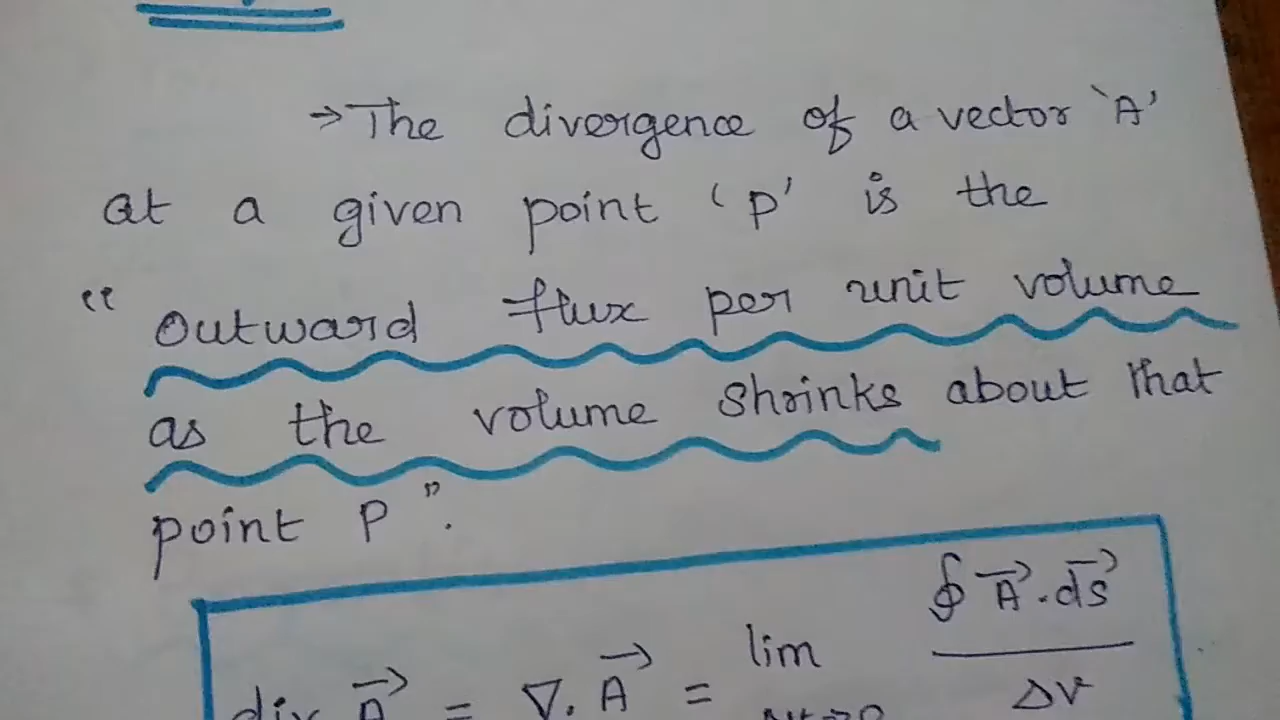 →The divergence of a vector 'A'
at a given point 'P' is the
"outward flux per unit volume
as the volume shrinks about that
point P".
div A⃗ = ∇. A⃗ = lim ∮ A⃗ . ds⃗ / Δv